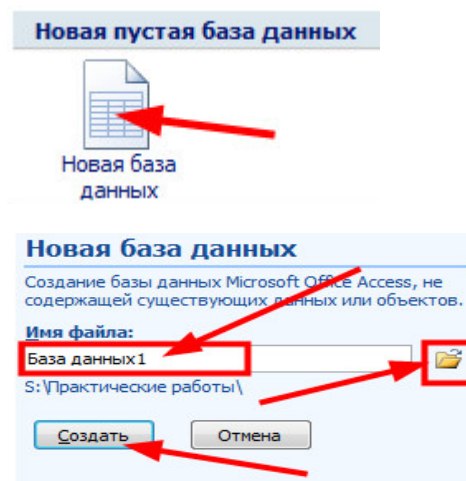 Новая пустая база данных
Новая база
данных
Новая база данных
Создание базы данных Microsoft Office Access, не
содержащей существующих данных или объектов.
Имя файла:
База данных1
S:\Практические работы\
Создать
Отмена